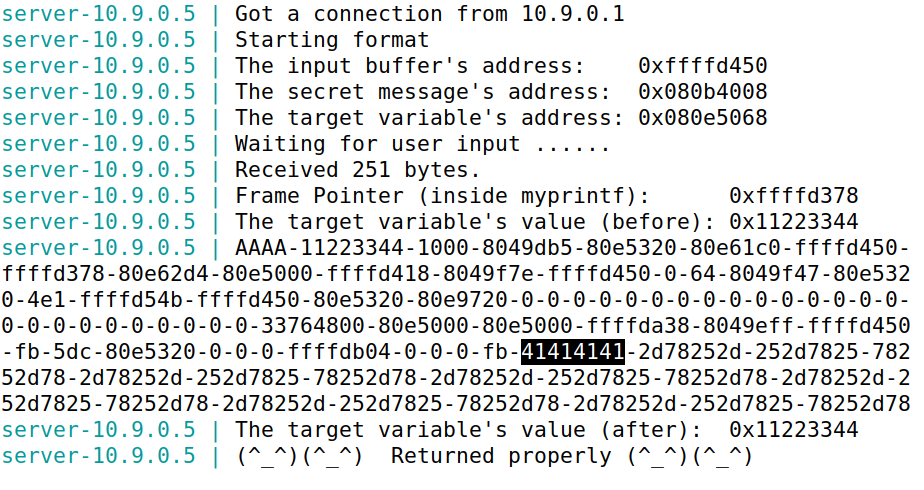 server-10.9.0.5 | Got a connection from 10.9.0.1
server-10.9.0.5 | Starting format
server-10.9.0.5 | The input buffer's address:    0xffffd450
server-10.9.0.5 | The secret message's address:  0x080b4008
server-10.9.0.5 | The target variable's address: 0x080e5068
server-10.9.0.5 | Waiting for user input ......
server-10.9.0.5 | Received 251 bytes.
server-10.9.0.5 | Frame Pointer (inside myprintf):      0xffffd378
server-10.9.0.5 | The target variable's value (before): 0x11223344
server-10.9.0.5 | AAAA-11223344-1000-8049db5-80e5320-80e61c0-ffffd450-
ffffd378-80e62d4-80e5000-ffffd418-8049f7e-ffffd450-0-64-8049f47-80e532
0-4e1-ffffd54b-ffffd450-80e5320-80e9720-0-0-0-0-0-0-0-0-0-0-0-0-0-0-0-
0-0-0-0-0-0-0-0-0-0-33764800-80e5000-80e5000-ffffda38-8049eff-ffffd450
-fb-5dc-80e5320-0-0-0-ffffdb04-0-0-0-fb-41414141-2d78252d-252d7825-782
52d78-2d78252d-252d7825-78252d78-2d78252d-252d7825-78252d78-2d78252d-2
52d7825-78252d78-2d78252d-252d7825-78252d78-2d78252d-252d7825-78252d78
server-10.9.0.5 | The target variable's value (after):  0x11223344
server-10.9.0.5 | (^_^)(^_^)  Returned properly (^_^)(^_^)